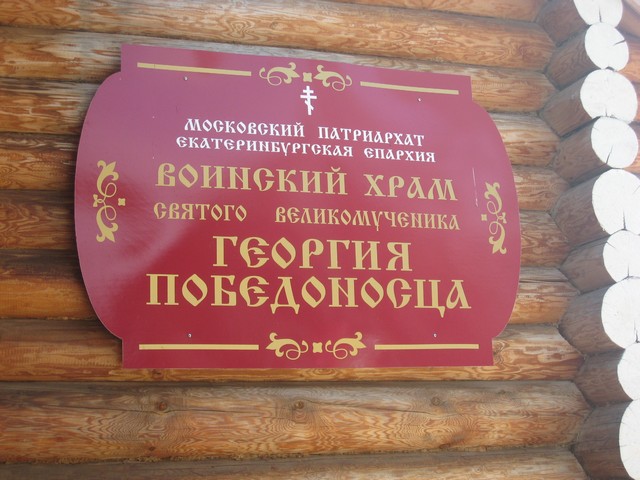 МОСКОВСКИЙ ПАТРИАРХАТ
ЕКАТЕРИНБУРГСКАЯ ЕПАРХИЯ
ВОИНСКИЙ ХРАМ
СВЯТОГО ВЕЛИКОМУЧЕНИКА
ГЕОРГИЯ
ПОБЕДОНОСЦА